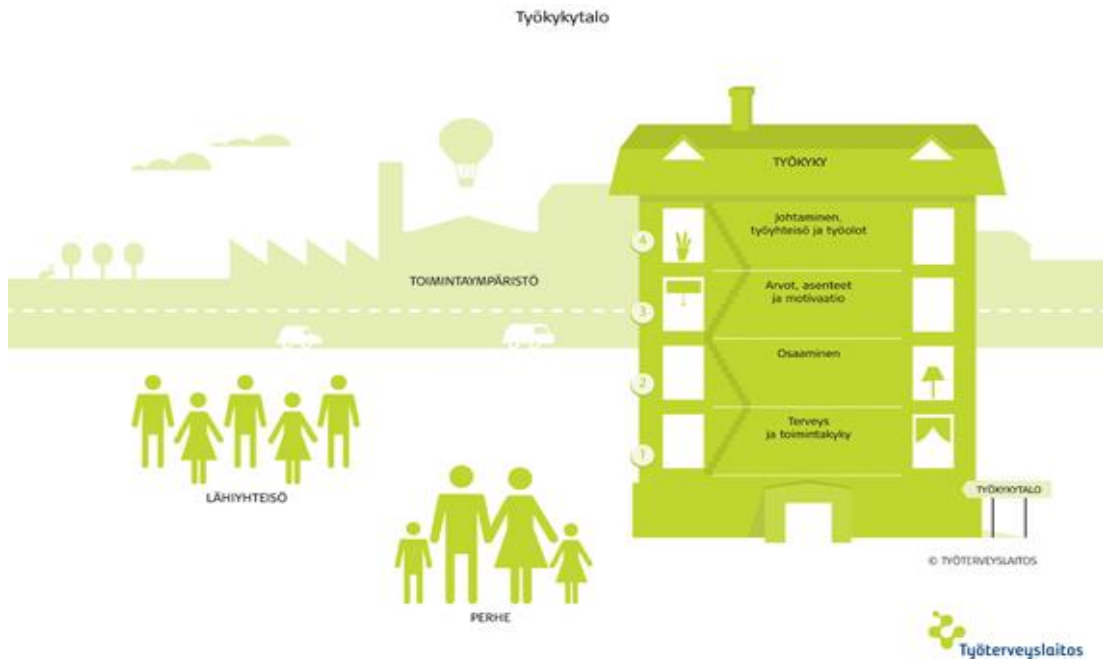 Työkykytalo
TYÖKYKY
4
Johtaminen,
työyhteisö ja työolot
3
Arvot, asenteet
ja motivaatio
2
Osaaminen
1
Terveys
ja toimintakyky
TOIMINTAYMPÄRISTÖ
LÄHIYHTEISÖ
PERHE
TYÖKYKYTALO
© TYÖTERVEYSLAITOS
Työterveyslaitos